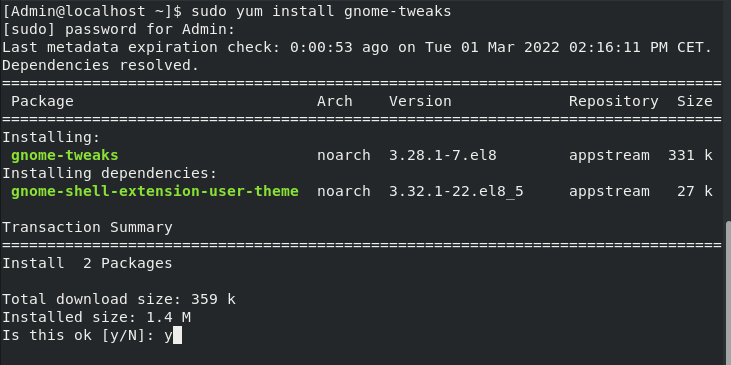 [Admin@localhost ~]$ sudo yum install gnome-tweaks
[sudo] password for Admin:
Last metadata expiration check: 0:00:53 ago on Tue 01 Mar 2022 02:16:11 PM CET.
Dependencies resolved.
================================================================================
 Package                           Arch    Version             Repository  Size
================================================================================
Installing:
 gnome-tweaks                      noarch  3.28.1-7.el8        appstream  331 k
Installing dependencies:
 gnome-shell-extension-user-theme  noarch  3.32.1-22.el8_5     appstream   27 k

Transaction Summary
================================================================================
Install  2 Packages

Total download size: 359 k
Installed size: 1.4 M
Is this ok [y/N]: y